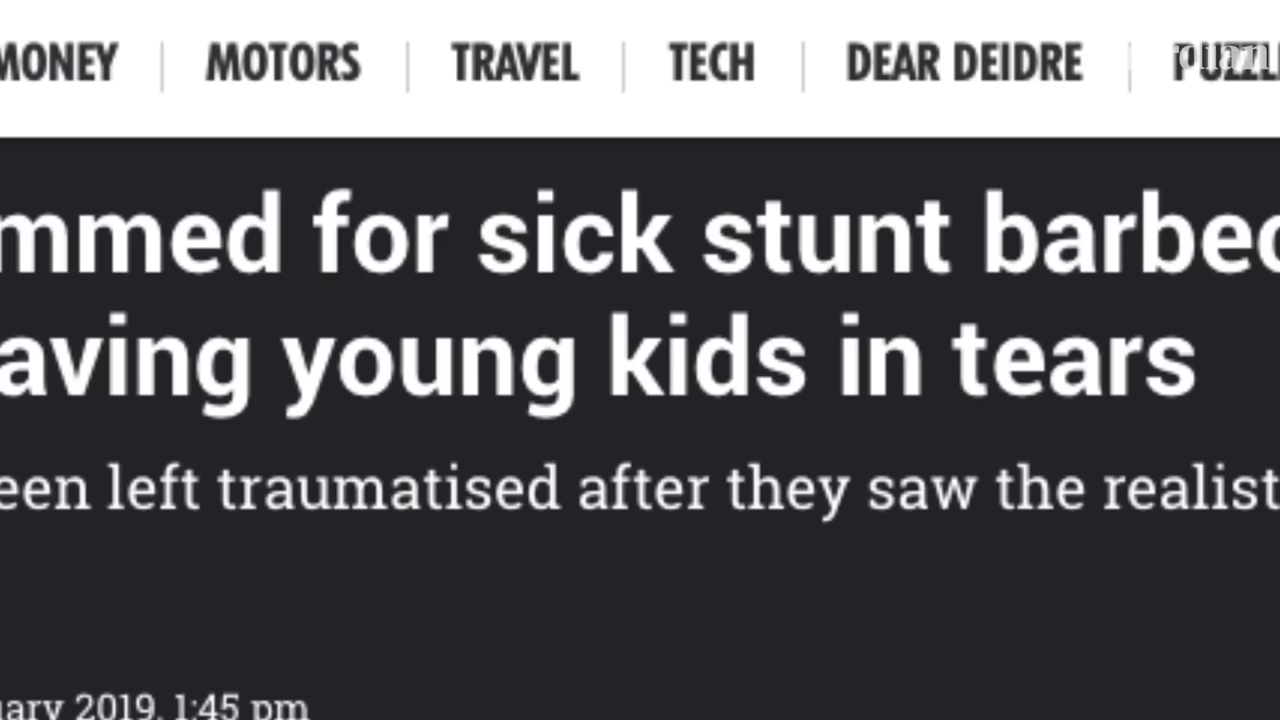 MONEY MOTORS TRAVEL TECH DEAR DEIDRE
mmed for sick stunt barbec
aving young kids in tears
een left traumatised after they saw the realist
uary 2019, 1:45 pm